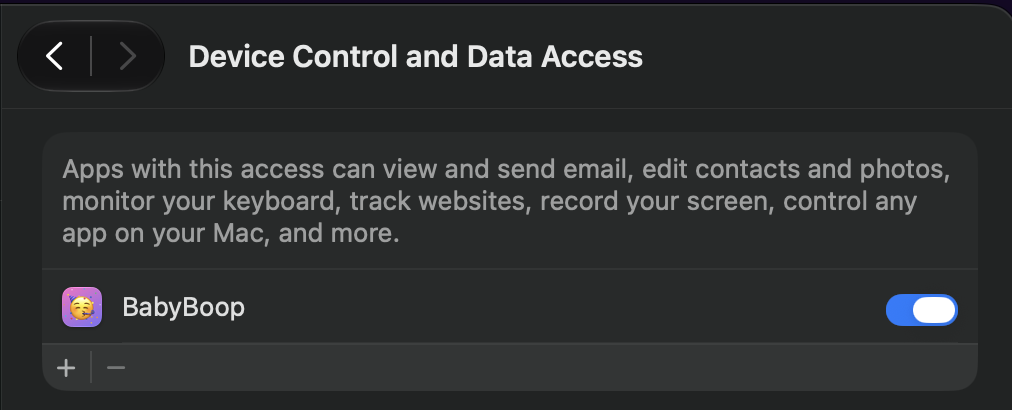 Device Control and Data Access
Apps with this access can view and send email, edit contacts and photos,
monitor your keyboard, track websites, record your screen, control any
app on your Mac, and more.
BabyBoop